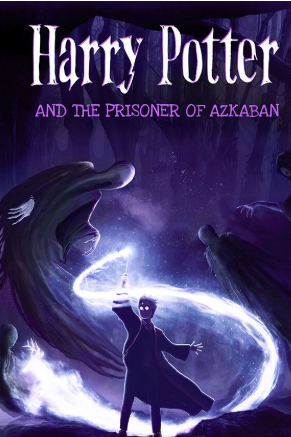 Harry Potter
AND THE PRISONER OF AZKABAN